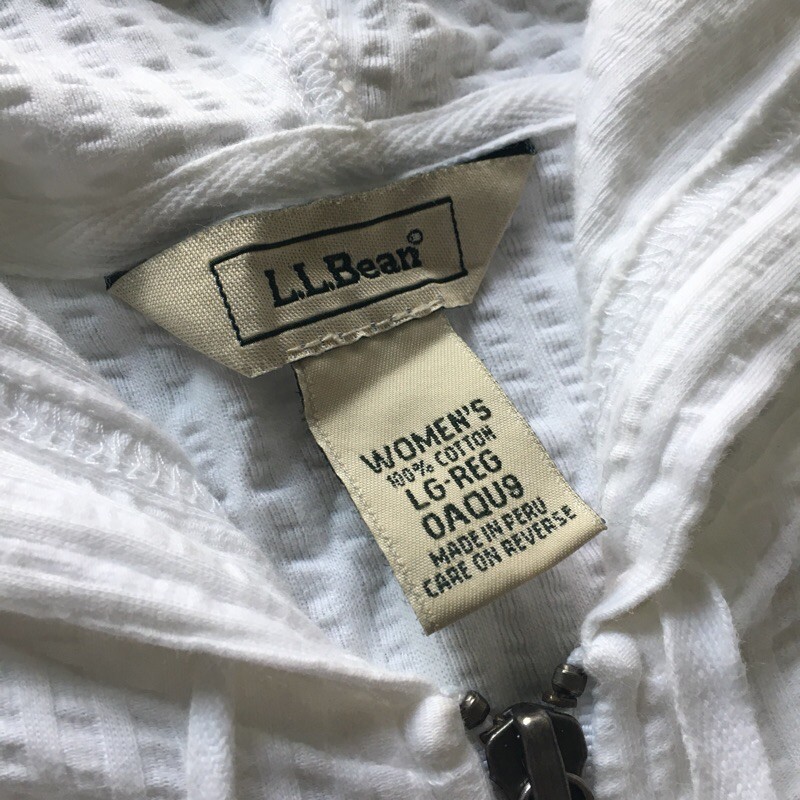 L.L.Bean®
WOMEN'S
100% COTTON
LG-REG
0AQU9
MADE IN PERU
CARE ON REVERSE